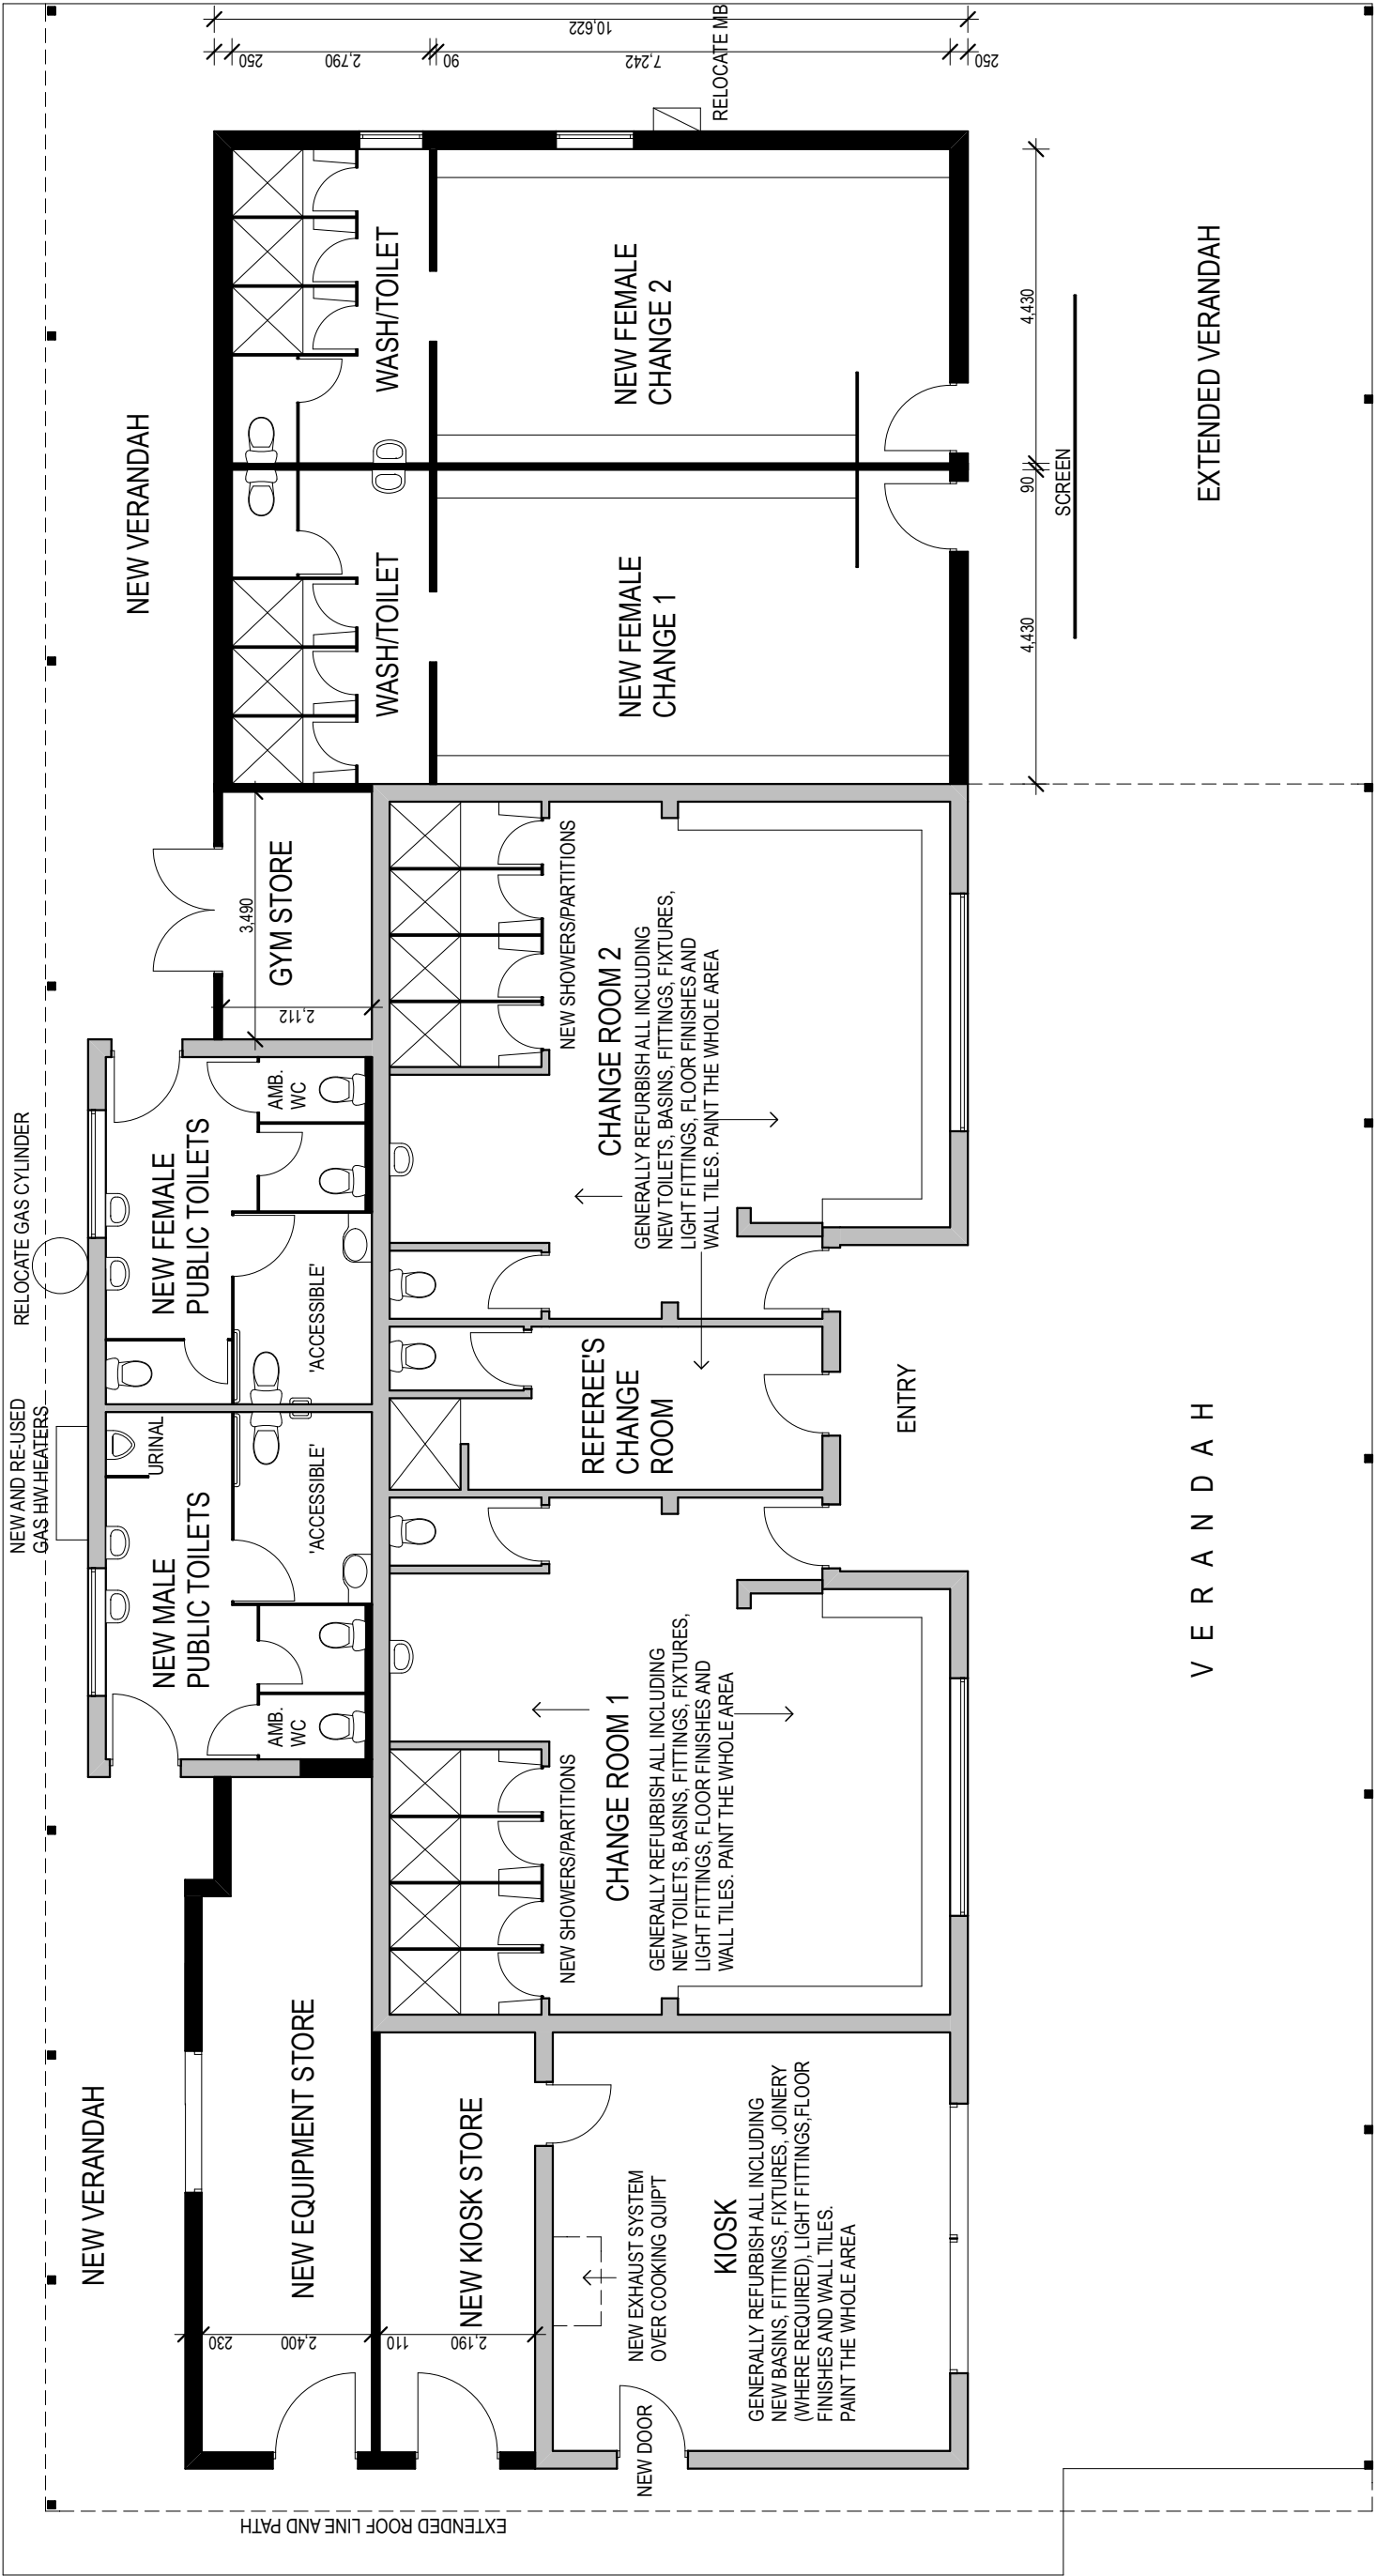 EXTENDED ROOF LINE AND PATH
NEW VERANDAH
NEW AND RE-USED
GAS HW HEATERS
RELOCATE GAS CYLINDER
NEW VERANDAH
NEW EQUIPMENT STORE
230
2,400
110
2,190
NEW KIOSK STORE
NEW MALE
PUBLIC TOILETS
URINAL
AMB.
WC
'ACCESSIBLE'
NEW FEMALE
PUBLIC TOILETS
'ACCESSIBLE'
AMB.
WC
3,490
GYM STORE
2,112
WASH/TOILET
WASH/TOILET
250
2,790
90
7,242
250
10,622
RELOCATE MB
NEW EXHAUST SYSTEM
OVER COOKING QUIP'T
NEW DOOR
KIOSK
GENERALLY REFURBISH ALL INCLUDING
NEW BASINS, FITTINGS, FIXTURES, JOINERY
(WHERE REQUIRED), LIGHT FITTINGS,FLOOR
FINISHES AND WALL TILES.
PAINT THE WHOLE AREA
NEW SHOWERS/PARTITIONS
CHANGE ROOM 1
GENERALLY REFURBISH ALL INCLUDING
NEW TOILETS, BASINS, FITTINGS, FIXTURES,
LIGHT FITTINGS, FLOOR FINISHES AND
WALL TILES. PAINT THE WHOLE AREA
REFEREE'S
CHANGE
ROOM
ENTRY
NEW SHOWERS/PARTITIONS
CHANGE ROOM 2
GENERALLY REFURBISH ALL INCLUDING
NEW TOILETS, BASINS, FITTINGS, FIXTURES,
LIGHT FITTINGS, FLOOR FINISHES AND
WALL TILES. PAINT THE WHOLE AREA
NEW FEMALE
CHANGE 1
NEW FEMALE
CHANGE 2
4,430
90
4,430
SCREEN
VERANDAH
EXTENDED VERANDAH